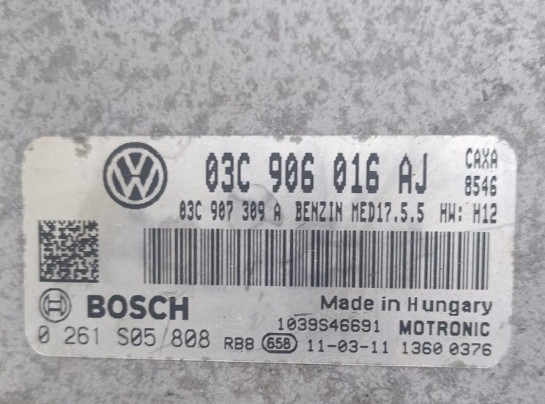 03C 906 016 AJ CAXA
8546
03C 907 309 A BENZIN MED17.5.5 HW: H12
BOSCH Made in Hungary
1039S46691 MOTRONIC
0 261 S05 808 RBB 658 11-03-11 1360 0376